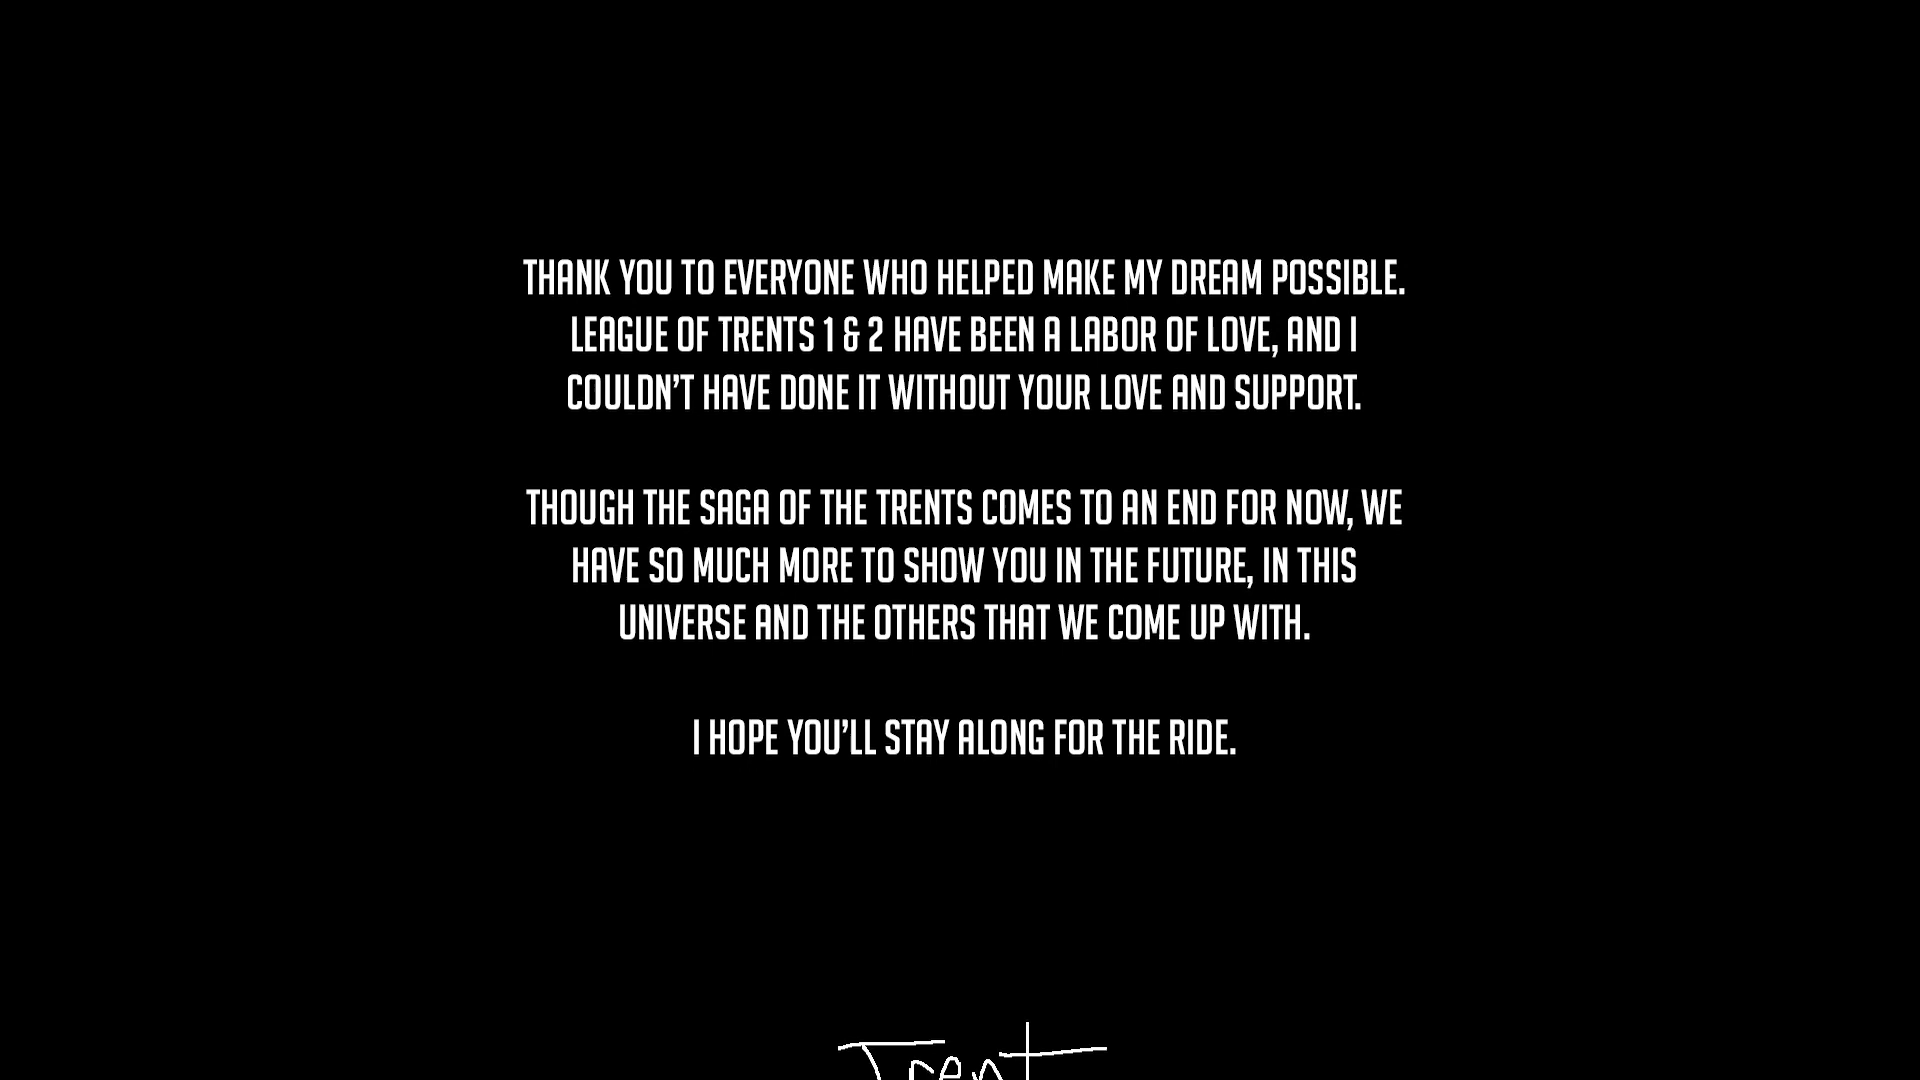 THANK YOU TO EVERYONE WHO HELPED MAKE MY DREAM POSSIBLE.
LEAGUE OF TRENTS 1 & 2 HAVE BEEN A LABOR OF LOVE, AND I
COULDN’T HAVE DONE IT WITHOUT YOUR LOVE AND SUPPORT.
THOUGH THE SAGA OF THE TRENTS COMES TO AN END FOR NOW, WE
HAVE SO MUCH MORE TO SHOW YOU IN THE FUTURE, IN THIS
UNIVERSE AND THE OTHERS THAT WE COME UP WITH.
I HOPE YOU’LL STAY ALONG FOR THE RIDE.
Trent